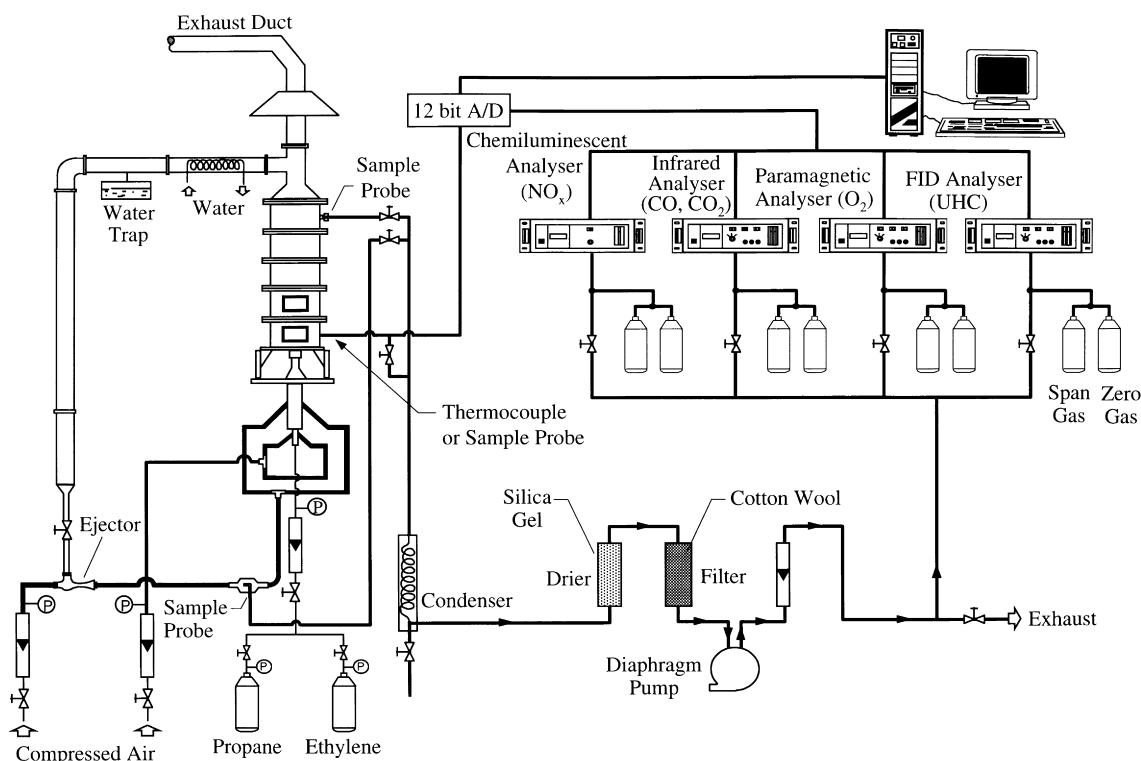 Exhaust Duct
12 bit A/D
Chemiluminescent
Analyser
(NOx)
Infrared
Analyser
(CO, CO2)
Paramagnetic
Analyser (O2)
FID Analyser
(UHC)
Sample
Probe
Water
Trap
Water
Span
Gas
Zero
Gas
Thermocouple
or Sample Probe
P
Ejector
Silica
Gel
Cotton Wool
Drier
Filter
P
P
Sample
Probe
Condenser
Exhaust
Diaphragm
Pump
P
P
Compressed Air
Propane
Ethylene